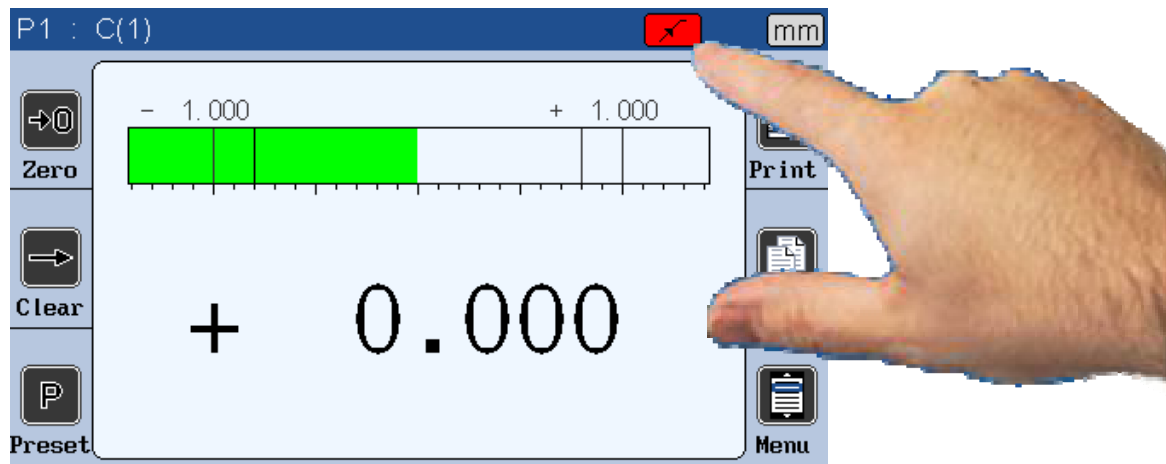 P1 : C(1)
mm
- 1.000
+ 1.000
Zero
Print
Clear
+ 0.000
P
Preset
Menu